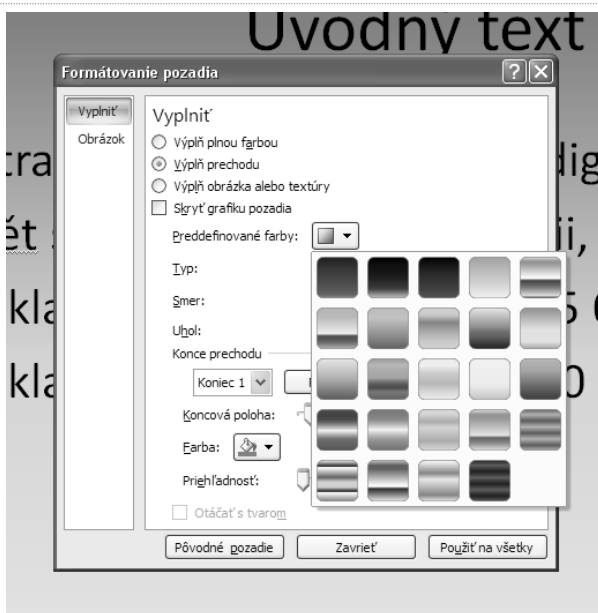 Úvodný text
Formátovanie pozadia
Vyplniť
Obrázok
Vyplniť
Výplň plnou farbou
Výplň prechodu
Výplň obrázka alebo textúry
Skryť grafiku pozadia
Preddefinované farby:
Typ:
Smer:
Uhol:
Konce prechodu
Koniec 1
Koncová poloha:
Farba:
Priehľadnosť:
Otáčať s tvarom
Pôvodné pozadie
Zavrieť
Použiť na všetky